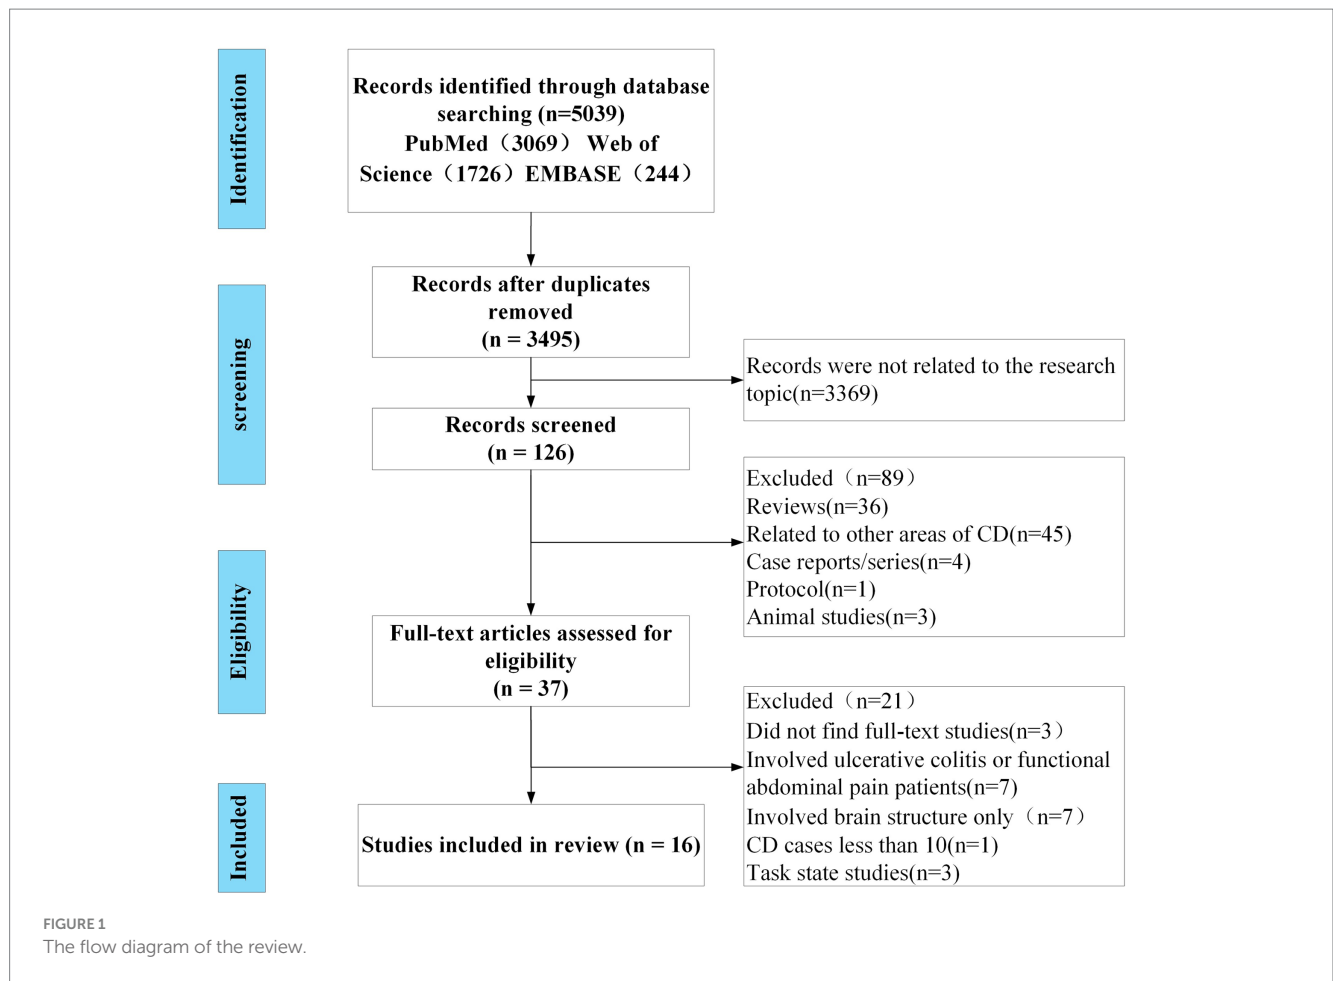 Identification
Records identified through database
searching (n=5039)
PubMed（3069） Web of
Science（1726）EMBASE（244）
screening
Records after duplicates
removed
(n = 3495)
Records were not related to the research
topic(n=3369)
Records screened
(n = 126)
Excluded（n=89）
Reviews(n=36)
Related to other areas of CD(n=45)
Case reports/series(n=4)
Protocol(n=1)
Animal studies(n=3)
Eligibility
Full-text articles assessed for
eligibility
(n = 37)
Excluded（n=21）
Did not find full-text studies(n=3）
Involved ulcerative colitis or functional
abdominal pain patients(n=7)
Involved brain structure only（n=7）
CD cases less than 10(n=1)
Task state studies(n=3)
Included
Studies included in review (n = 16)
FIGURE 1
The flow diagram of the review.